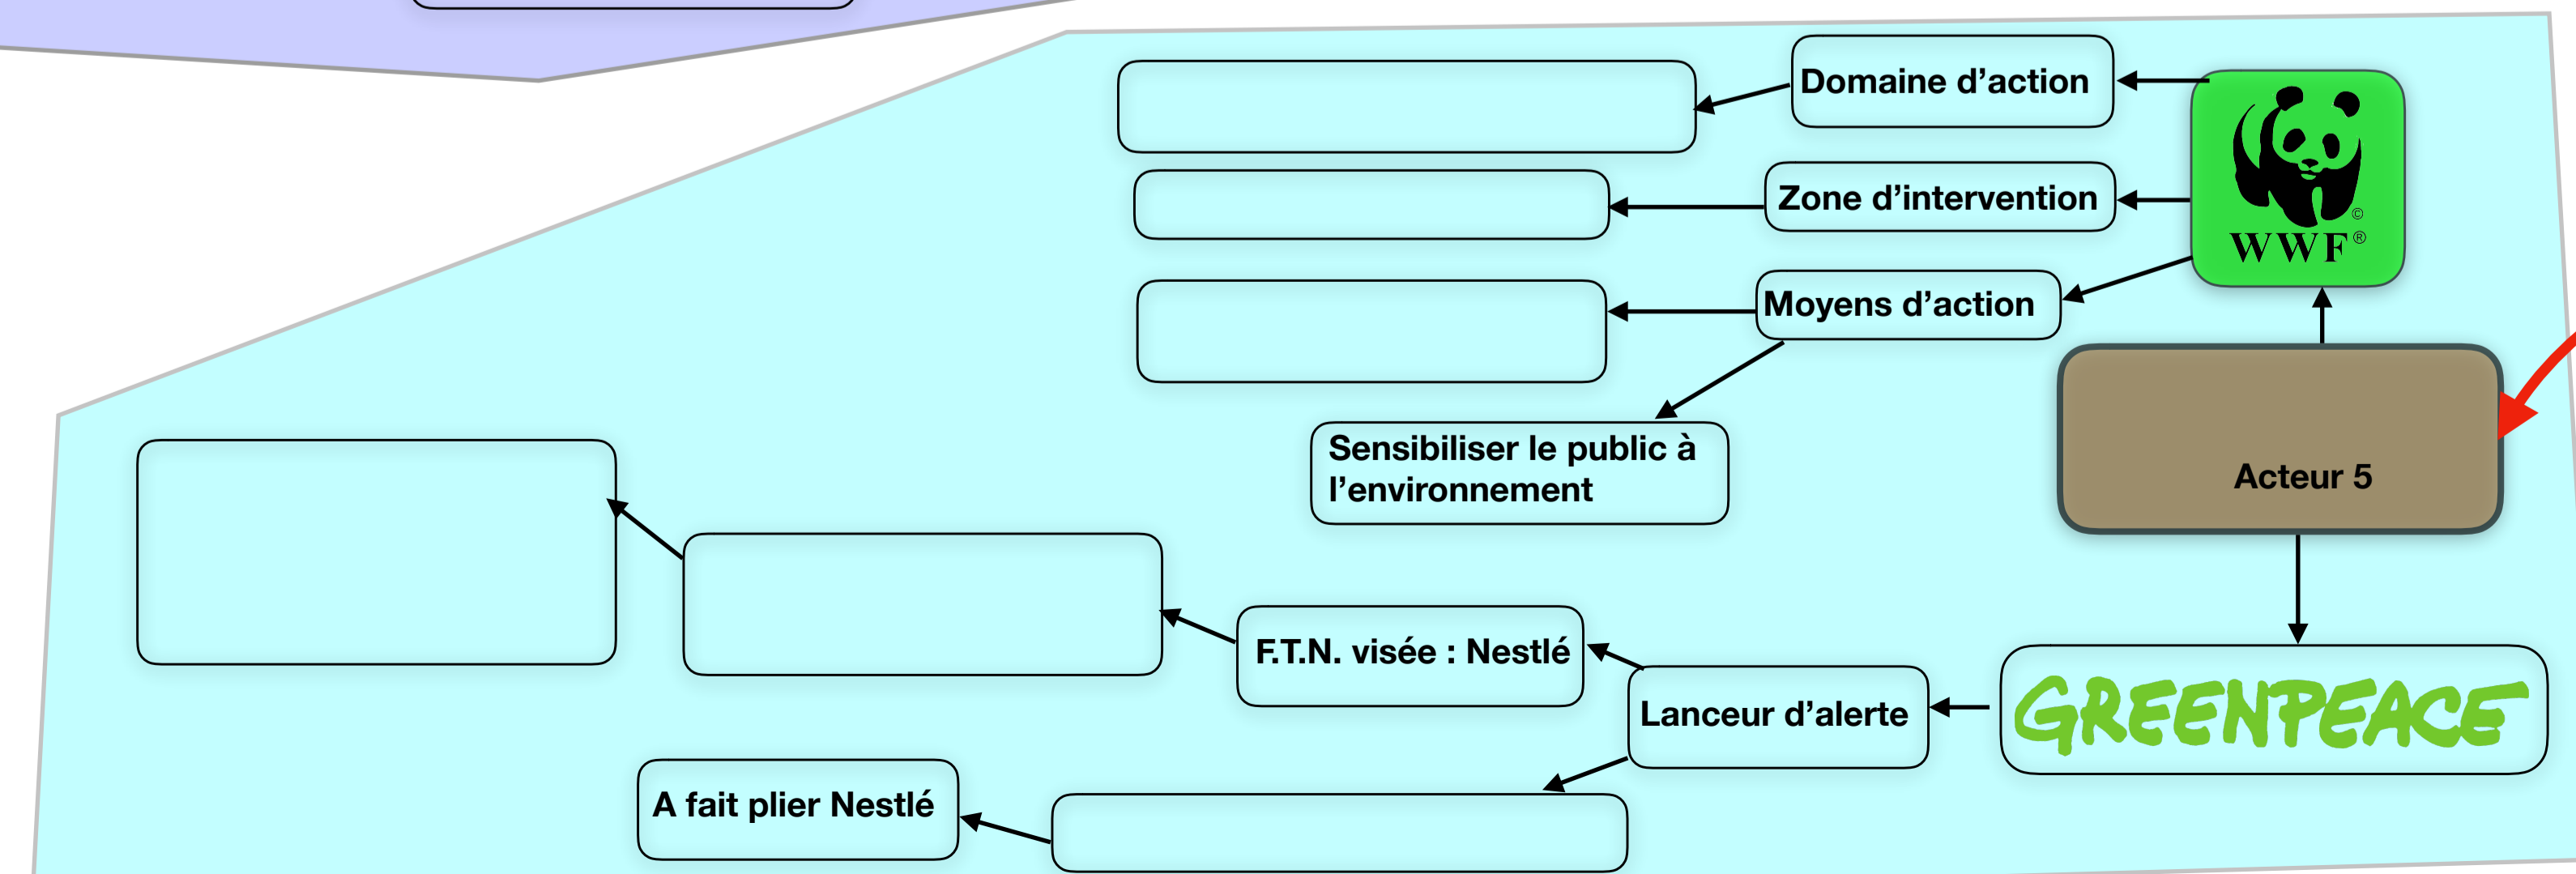 Domaine d’action
Zone d’intervention
©
WWF®
Moyens d’action
Sensibiliser le public à
l’environnement
Acteur 5
F.T.N. visée : Nestlé
Lanceur d’alerte
GREENPEACE
A fait plier Nestlé